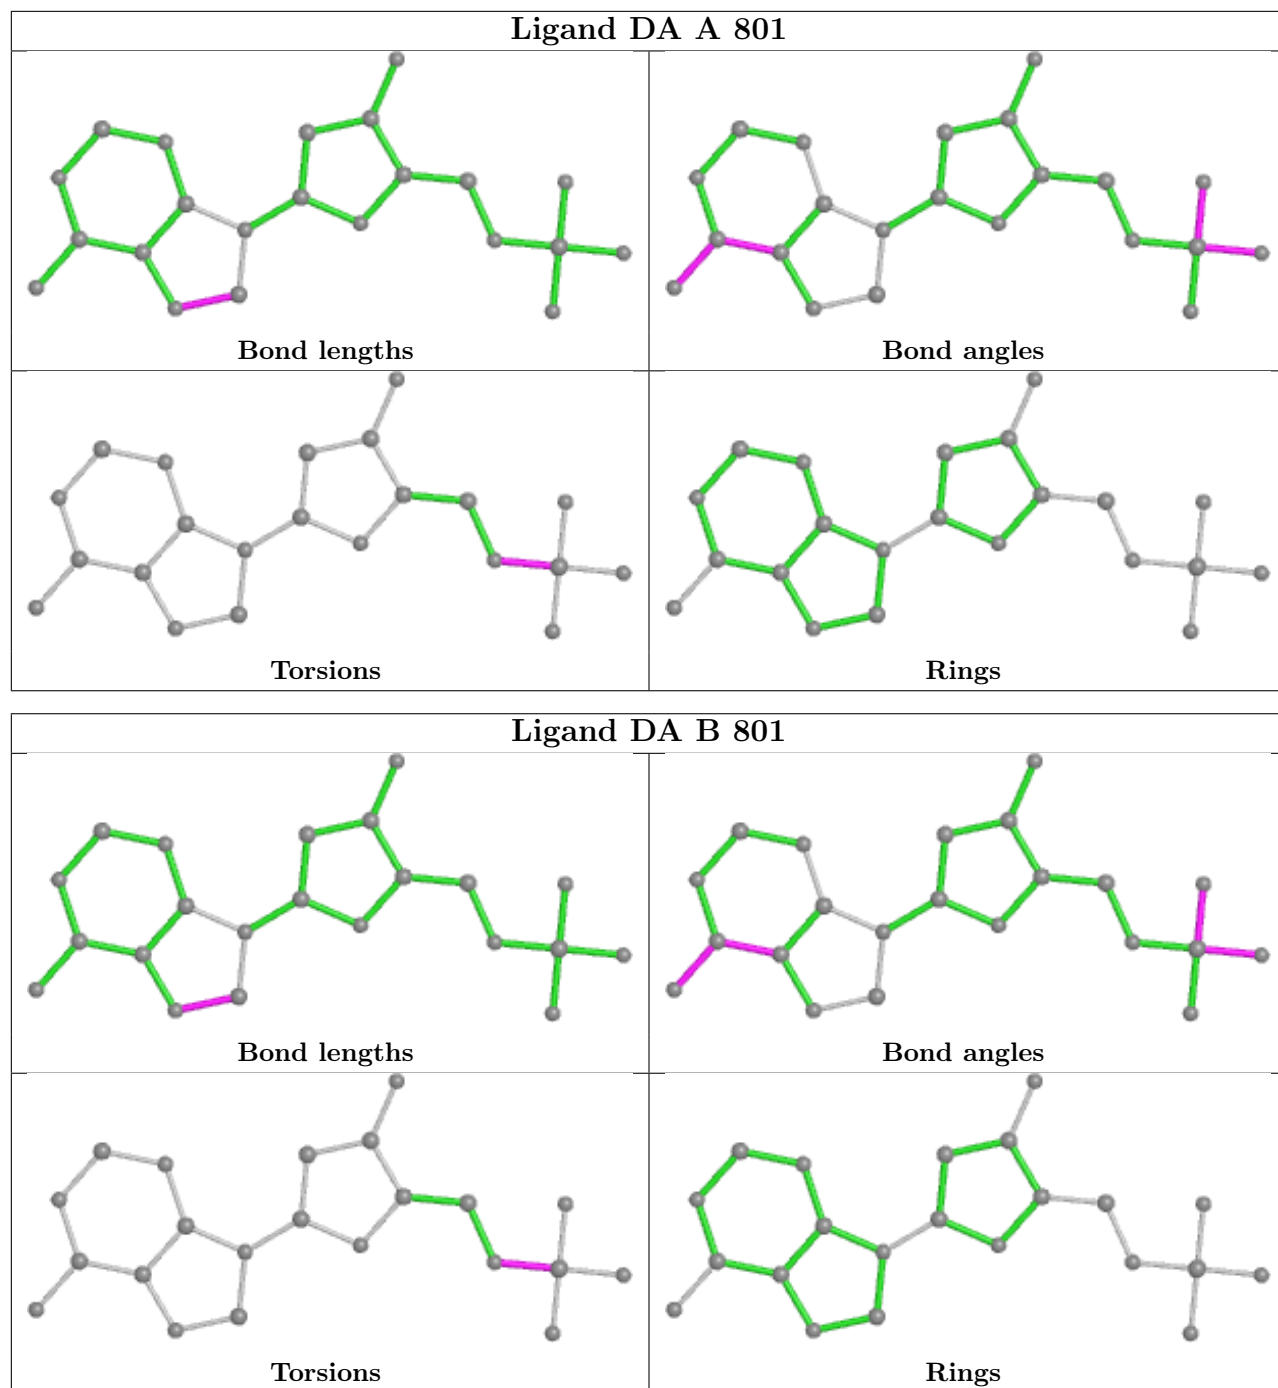 Ligand DA A 801
Bond lengths
Bond angles
Torsions
Rings
Ligand DA B 801
Bond lengths
Bond angles
Torsions
Rings